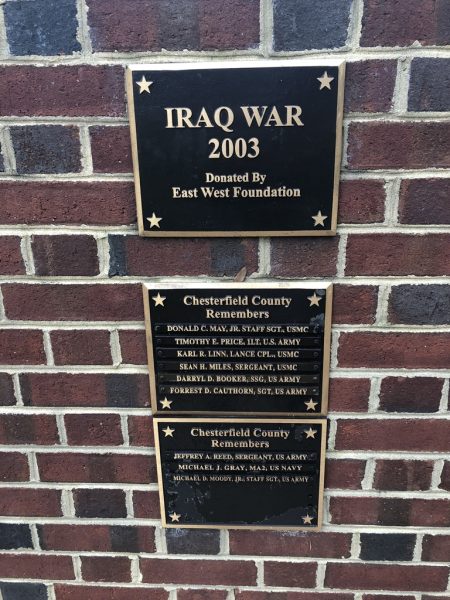 IRAQ WAR
2003
Donated By
East West Foundation
Chesterfield County
Remembers
DONALD C. MAY, JR. STAFF SGT., USMC
TIMOTHY E. PRICE, 1LT, U.S. ARMY
KARL R. LINN, LANCE CPL., USMC
SEAN H. MILES, SERGEANT, USMC
DARRYL D. BOOKER, SSG, US ARMY
FORREST D. CAUTHORN, SGT, US ARMY
Chesterfield County
Remembers
JEFFREY A. REED, SERGEANT, US ARMY
MICHAEL J. GRAY, MA2, US NAVY
MICHAEL D. MOODY, JR., STAFF SGT., US ARMY